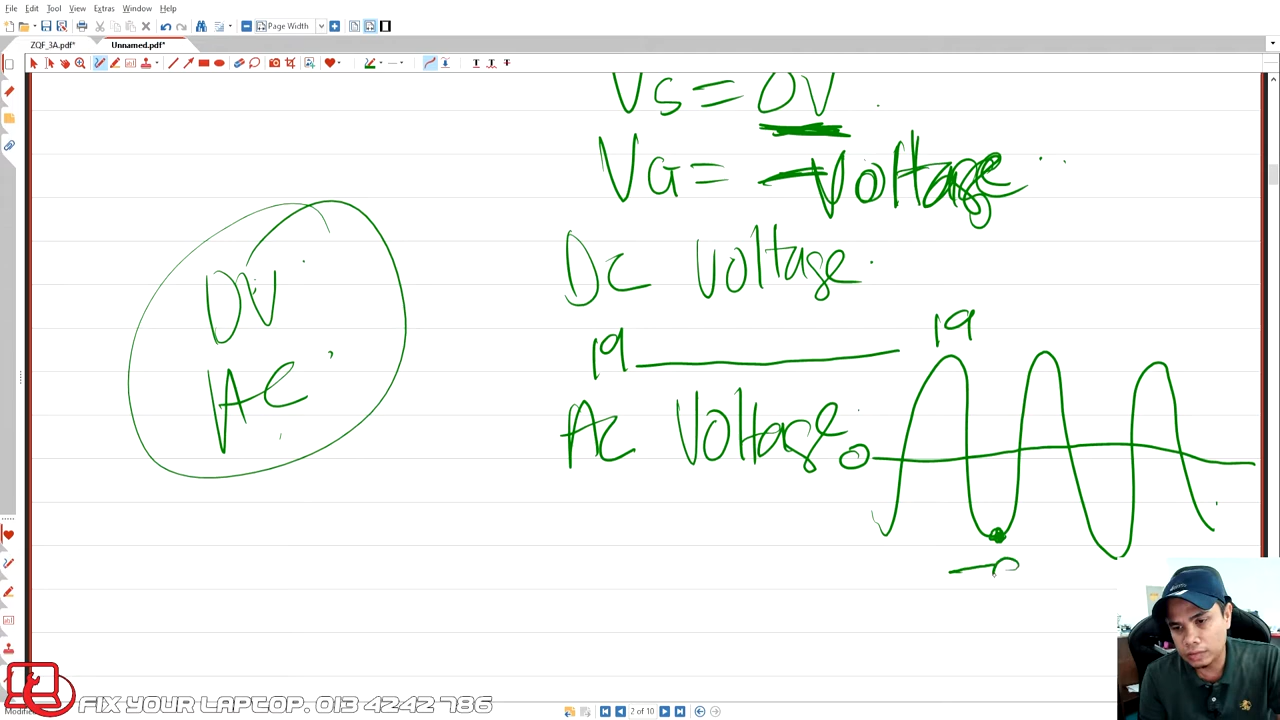 File Edit Tool View Extras Window Help
Page Width
ZQF_3A.pdf* Unnamed.pdf*
Vs = 0V
VG = -Voltage
DC Voltage
19
19
AC Voltage 0
0V
AC
FIX YOUR LAPTOP. 013 4242 786
2 of 10